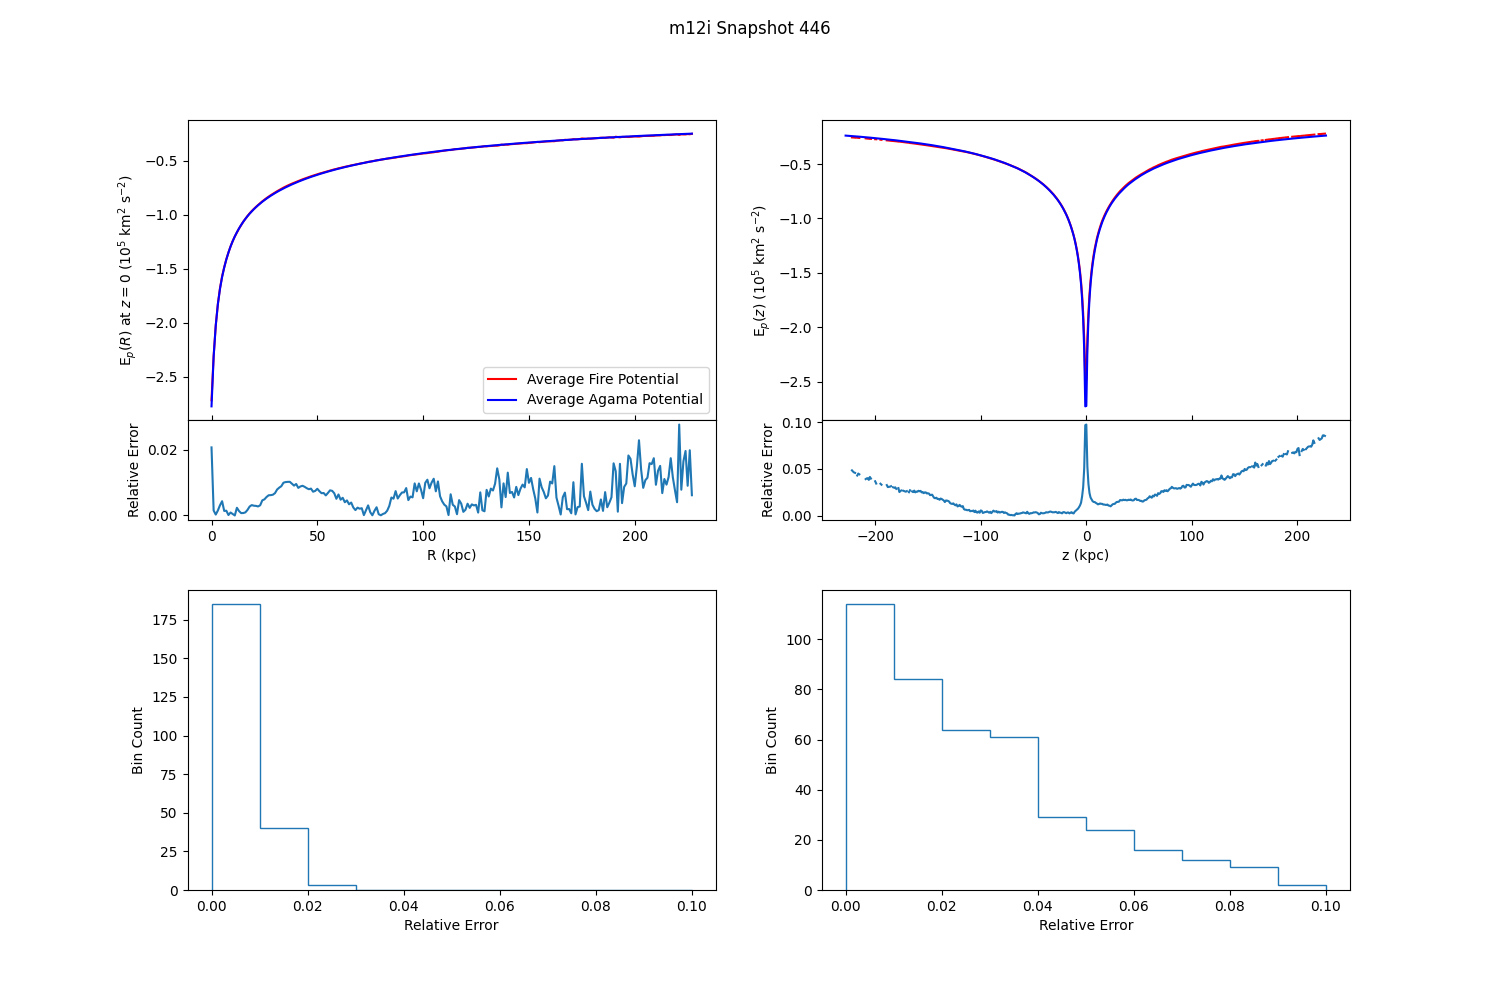 m12i Snapshot 446
E_p(R) at z = 0 (10^5 km^2 s^−2)
−0.5
−1.0
−1.5
−2.0
−2.5
Average Fire Potential
Average Agama Potential
E_p(z) (10^5 km^2 s^−2)
−0.5
−1.0
−1.5
−2.0
−2.5
Relative Error
0.02
0.00
0 50 100 150 200
R (kpc)
Relative Error
0.10
0.05
0.00
−200 −100 0 100 200
z (kpc)
Bin Count
175
150
125
100
75
50
25
0
0.00 0.02 0.04 0.06 0.08 0.10
Relative Error
Bin Count
100
80
60
40
20
0
0.00 0.02 0.04 0.06 0.08 0.10
Relative Error